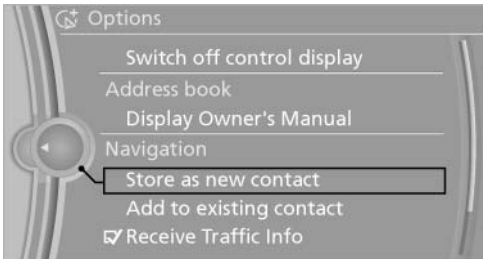 Options
Switch off control display
Address book
Display Owner's Manual
Navigation
Store as new contact
Add to existing contact
Receive Traffic Info